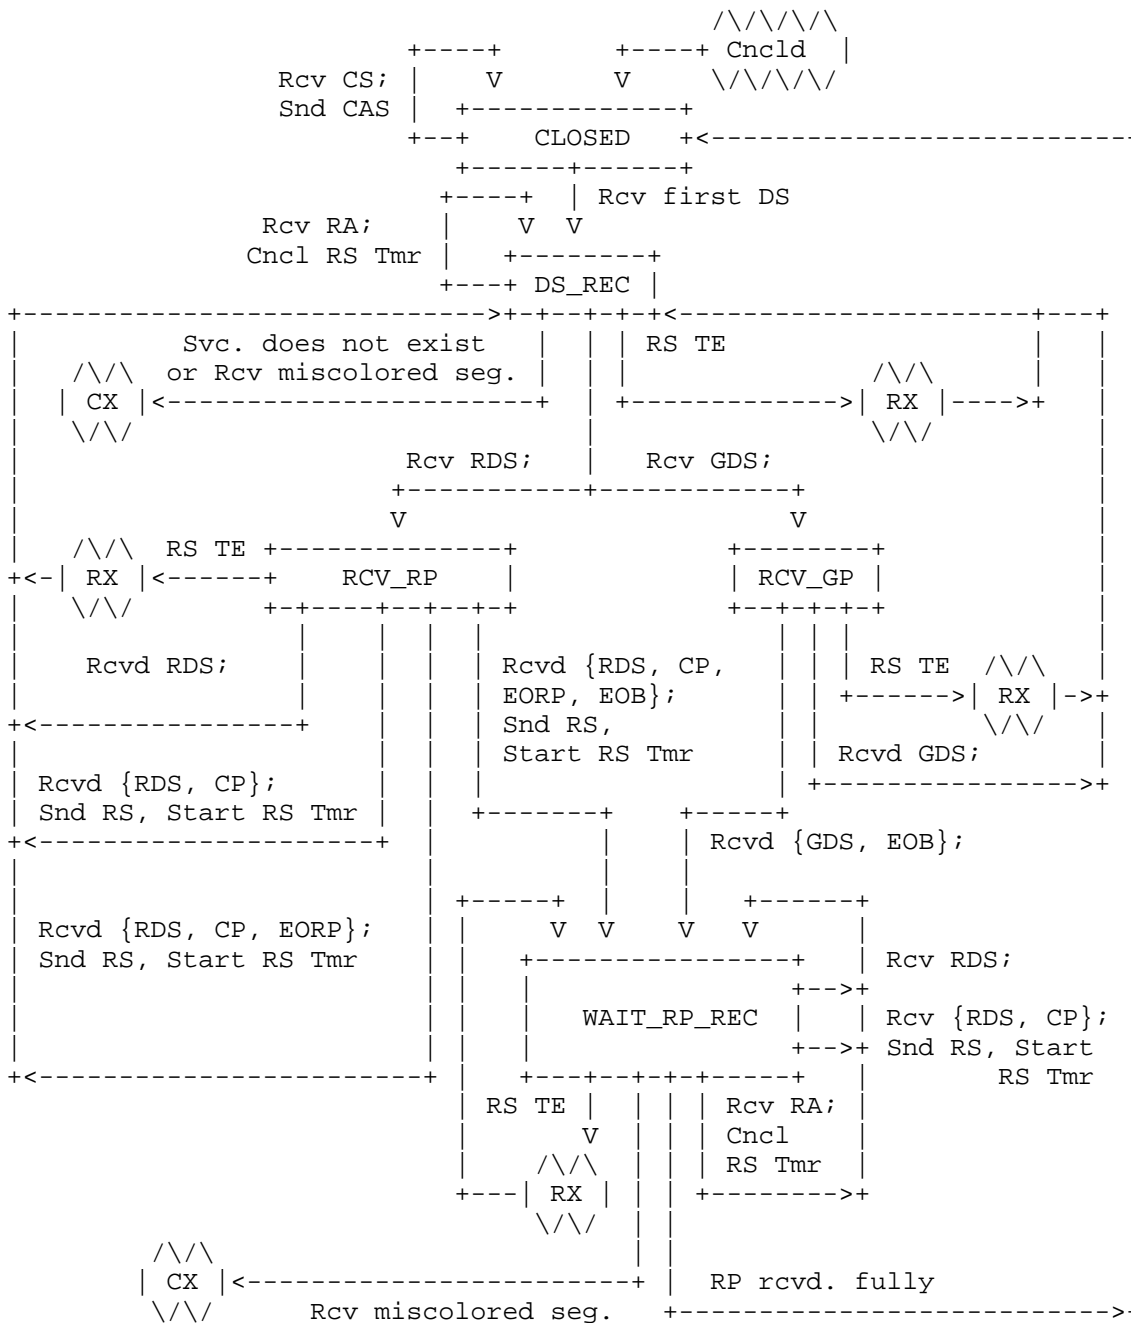 Cncld
Rcv CS;
Snd CAS
CLOSED
Rcv first DS
Rcv RA;
Cncl RS Tmr
DS_REC
Svc. does not exist
RS TE
or Rcv miscolored seg.
CX
RX
Rcv RDS;
Rcv GDS;
RS TE
RX
RCV_RP
RCV_GP
Rcvd RDS;
Rcvd {RDS, CP,
EORP, EOB};
Snd RS,
Start RS Tmr
RS TE
RX
Rcvd GDS;
Rcvd {RDS, CP};
Snd RS, Start RS Tmr
Rcvd {GDS, EOB};
Rcvd {RDS, CP, EORP};
Snd RS, Start RS Tmr
Rcv RDS;
WAIT_RP_REC
Rcv {RDS, CP};
Snd RS, Start
RS Tmr
RS TE
Rcv RA;
Cncl
RS Tmr
RX
CX
RP rcvd. fully
Rcv miscolored seg.